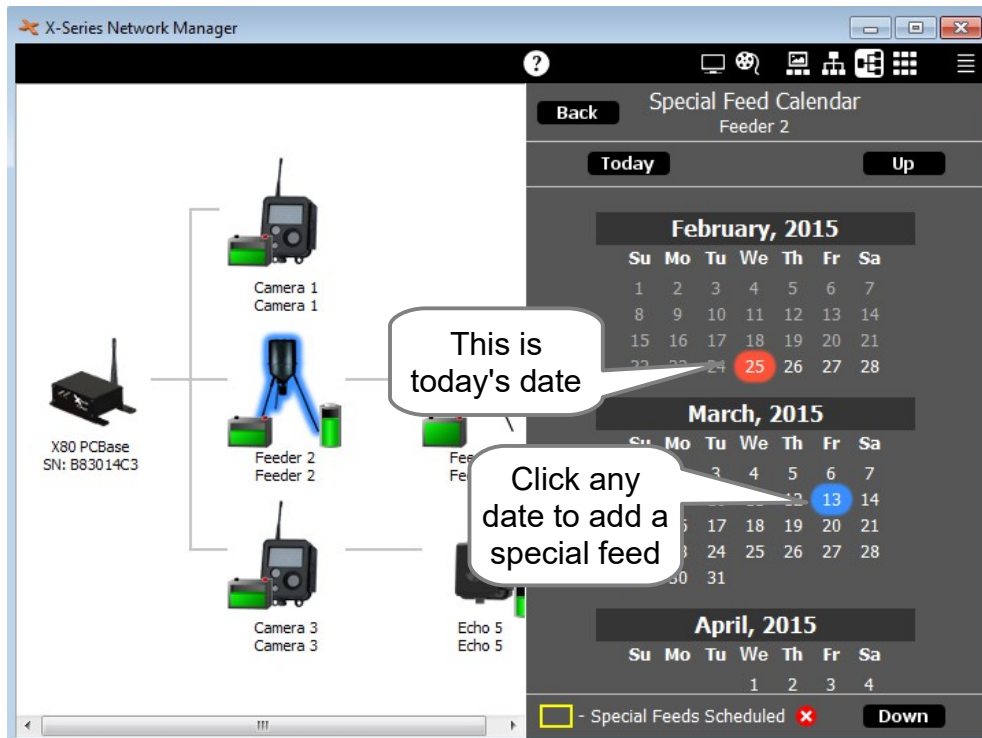 X-Series Network Manager
?
Back
Special Feed Calendar
Feeder 2
Today
Up
February, 2015
Su Mo Tu We Th Fr Sa
1 2 3 4 5 6 7
8 9 10 11 12 13 14
15 16 17 18 19 20 21
24 25 26 27 28
This is
today's date
March, 2015
Su Mo Tu We Th Fr Sa
3 4 5 6 7
12 13 14
17 18 19 20 21
24 25 26 27 28
30 31
Click any
date to add a
special feed
April, 2015
Su Mo Tu We Th Fr Sa
1 2 3 4
- Special Feeds Scheduled
Down
Camera 1
Camera 1
X80 PCBase
SN: B83014C3
Feeder 2
Feeder 2
Camera 3
Camera 3
Echo 5
Echo 5